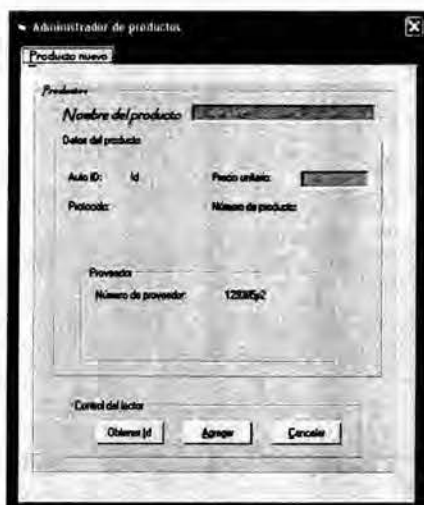 Administrador de productos
Producto nuevo
Productos
Nombre del producto
Datos del producto
Auto ID: Id Precio unitario:
Protocolo: Número de producto:
Proveedor
Número de proveedor:
Control del lector
Obtener Id Agregar Cancelar